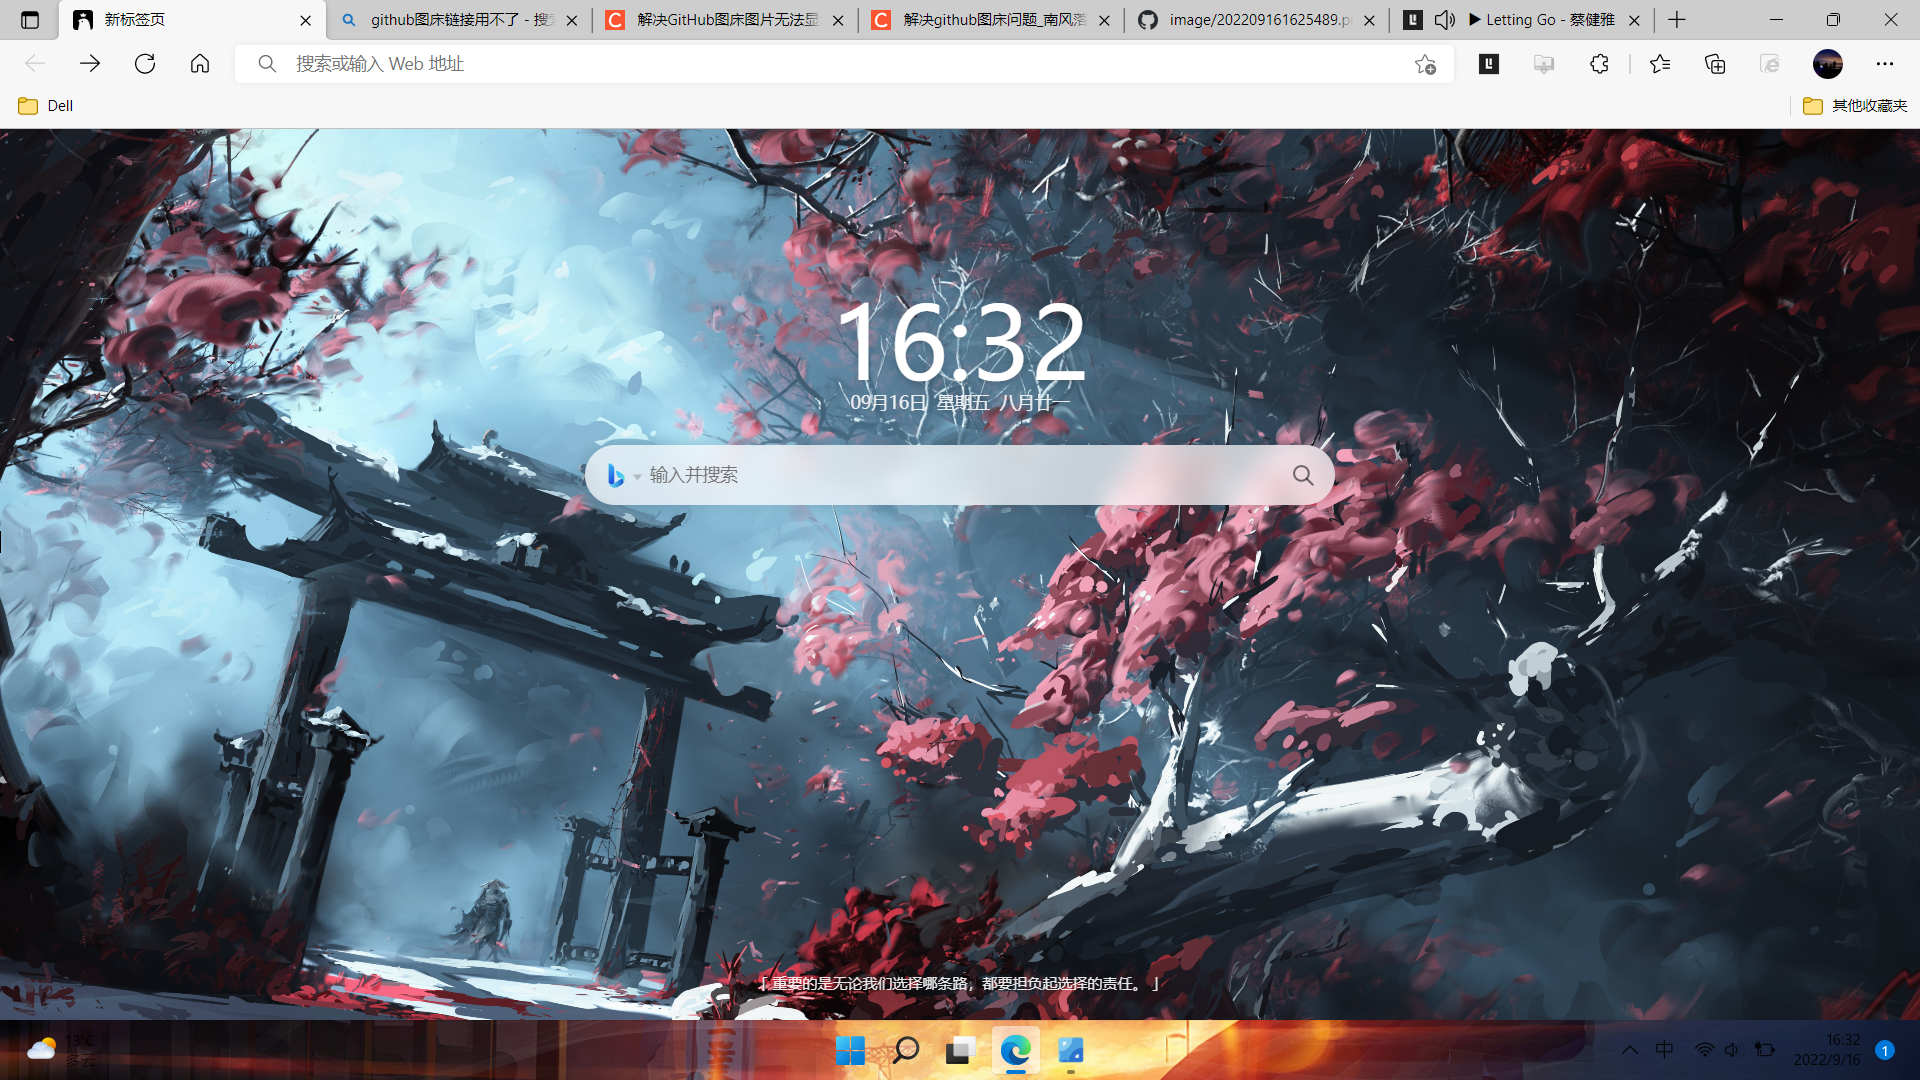 新标签页
github图床链接用不了 - 搜
解决GitHub图床图片无法显
解决github图床问题_南风落
image/202209161625489.p
▶ Letting Go - 蔡健雅
搜索或输入 Web 地址
Dell
其他收藏夹
16:32
09月16日 星期五 八月廿一
输入并搜索
「 重要的是无论我们选择哪条路，都要担负起选择的责任。 」
13°C
多云
中
16:32
2022/9/16
1